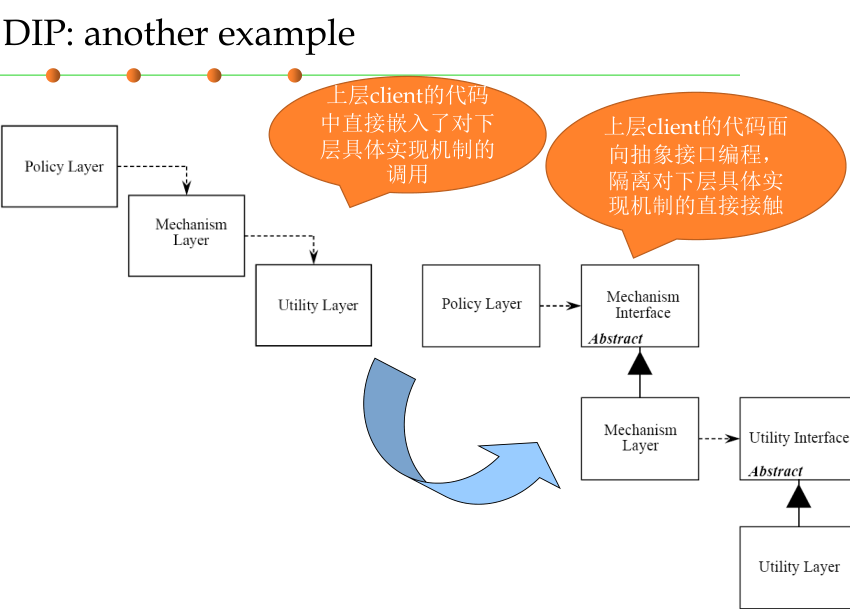 DIP: another example
上层client的代码
中直接嵌入了对下
层具体实现机制的
调用
上层client的代码面
向抽象接口编程，
隔离对下层具体实
现机制的直接接触
Policy Layer
Mechanism
Layer
Utility Layer
Policy Layer
Mechanism
Interface
Abstract
Mechanism
Layer
Utility Interface
Abstract
Utility Layer